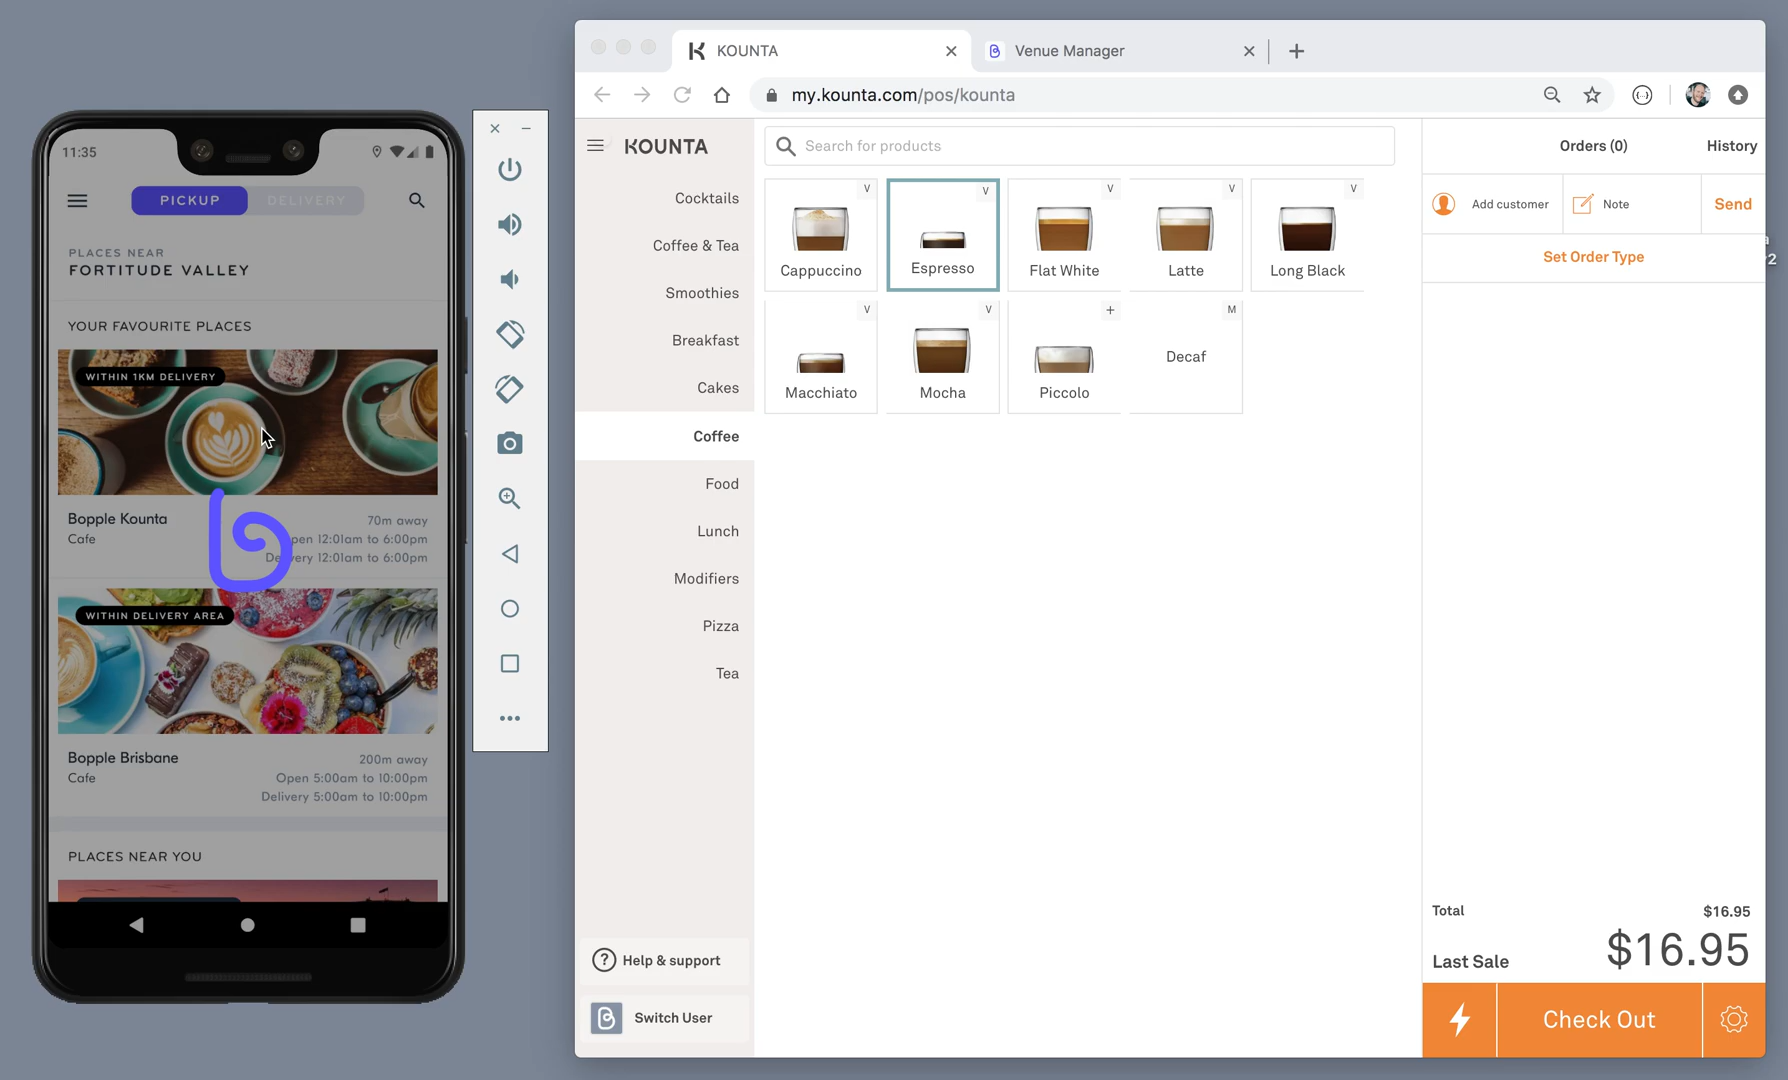 KOUNTA
Venue Manager
my.kounta.com/pos/kounta
11:35
PICKUP
DELIVERY
PLACES NEAR
FORTITUDE VALLEY
YOUR FAVOURITE PLACES
WITHIN 1KM DELIVERY
Bopple Kounta
70m away
Cafe
pen 12:01am to 6:00pm
De ery 12:01am to 6:00pm
WITHIN DELIVERY AREA
Bopple Brisbane
200m away
Cafe
Open 5:00am to 10:00pm
Delivery 5:00am to 10:00pm
PLACES NEAR YOU
KOUNTA
Cocktails
Coffee & Tea
Smoothies
Breakfast
Cakes
Coffee
Food
Lunch
Modifiers
Pizza
Tea
? Help & support
Switch User
Search for products
V
Cappuccino
V
Espresso
V
Flat White
V
Latte
V
Long Black
V
Macchiato
V
Mocha
+
Piccolo
M
Decaf
Orders (0)
History
Add customer
Note
Send
Set Order Type
Total
$16.95
Last Sale
$16.95
Check Out
a
2